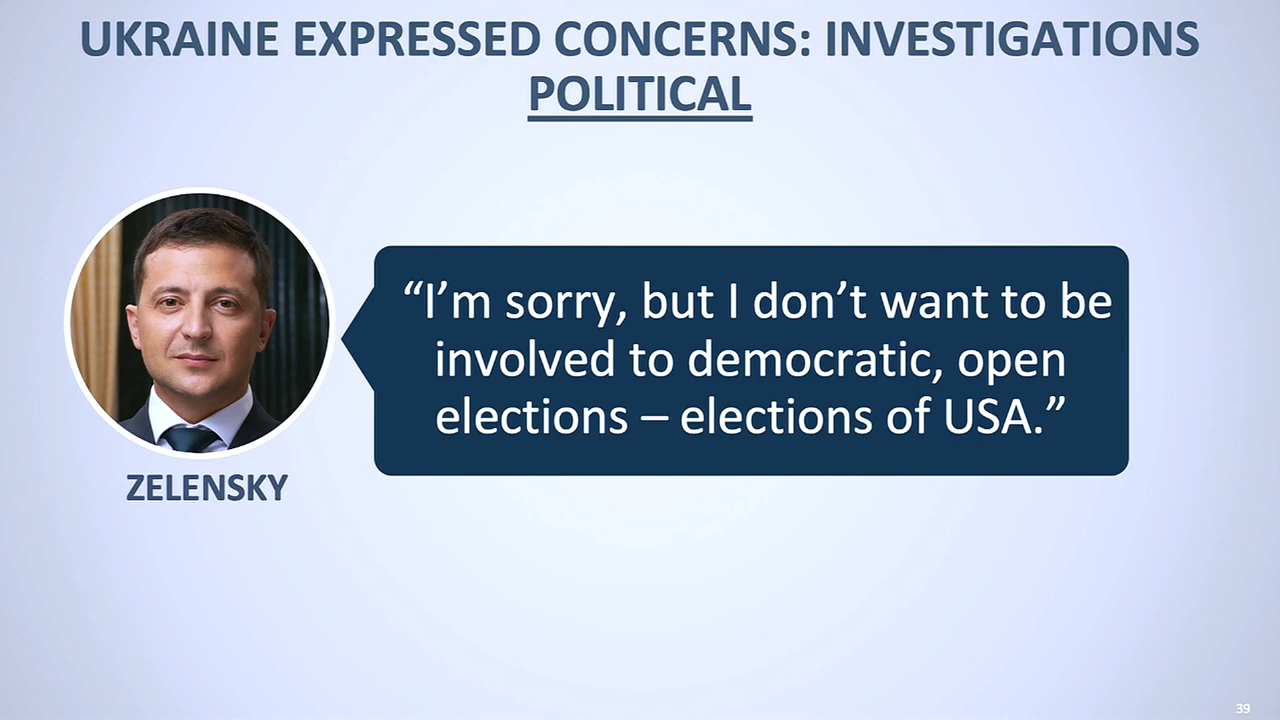 UKRAINE EXPRESSED CONCERNS: INVESTIGATIONS
POLITICAL
“I’m sorry, but I don’t want to be
involved to democratic, open
elections – elections of USA.”
ZELENSKY
39